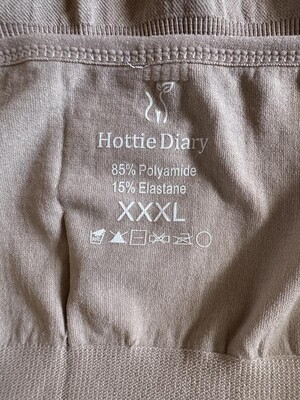 Hottie Diary
85% Polyamide
15% Elastane
XXXL